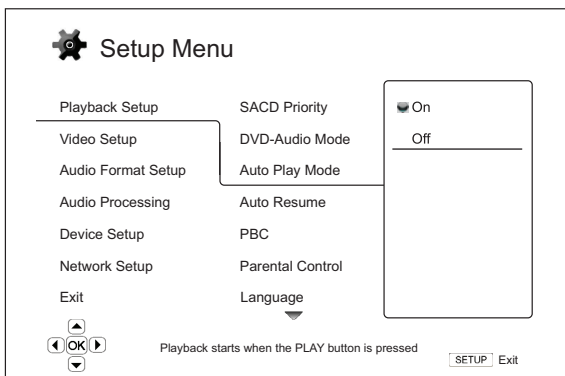 Setup Menu
Playback Setup
Video Setup
Audio Format Setup
Audio Processing
Device Setup
Network Setup
Exit
SACD Priority
DVD-Audio Mode
Auto Play Mode
Auto Resume
PBC
Parental Control
Language
On
Off
OK
Playback starts when the PLAY button is pressed
SETUP Exit